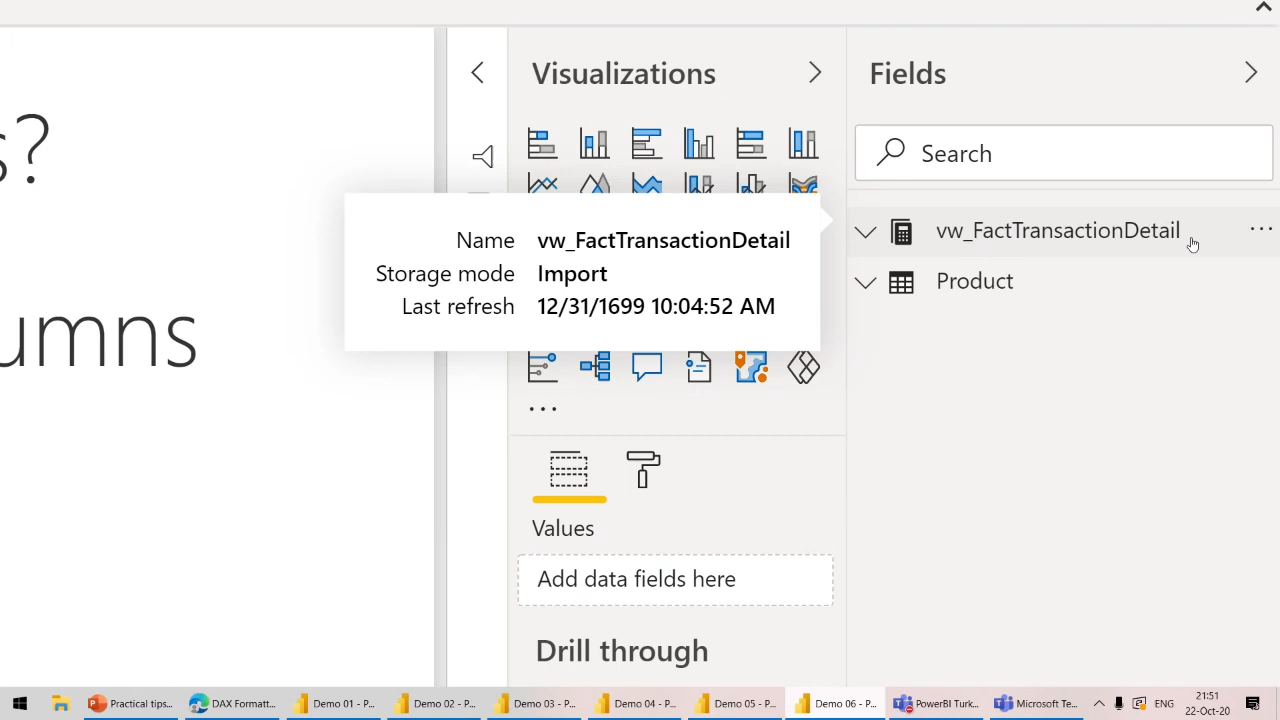 s?
umns
Visualizations
Name vw_FactTransactionDetail
Storage mode Import
Last refresh 12/31/1699 10:04:52 AM
Values
Add data fields here
Drill through
Fields
Search
vw_FactTransactionDetail
Product
Practical tips...
DAX Formatt...
Demo 01 - P...
Demo 02 - P...
Demo 03 - P...
Demo 04 - P...
Demo 05 - P...
Demo 06 - P...
PowerBI Turk...
Microsoft Te...
ENG
21:51
22-Oct-20